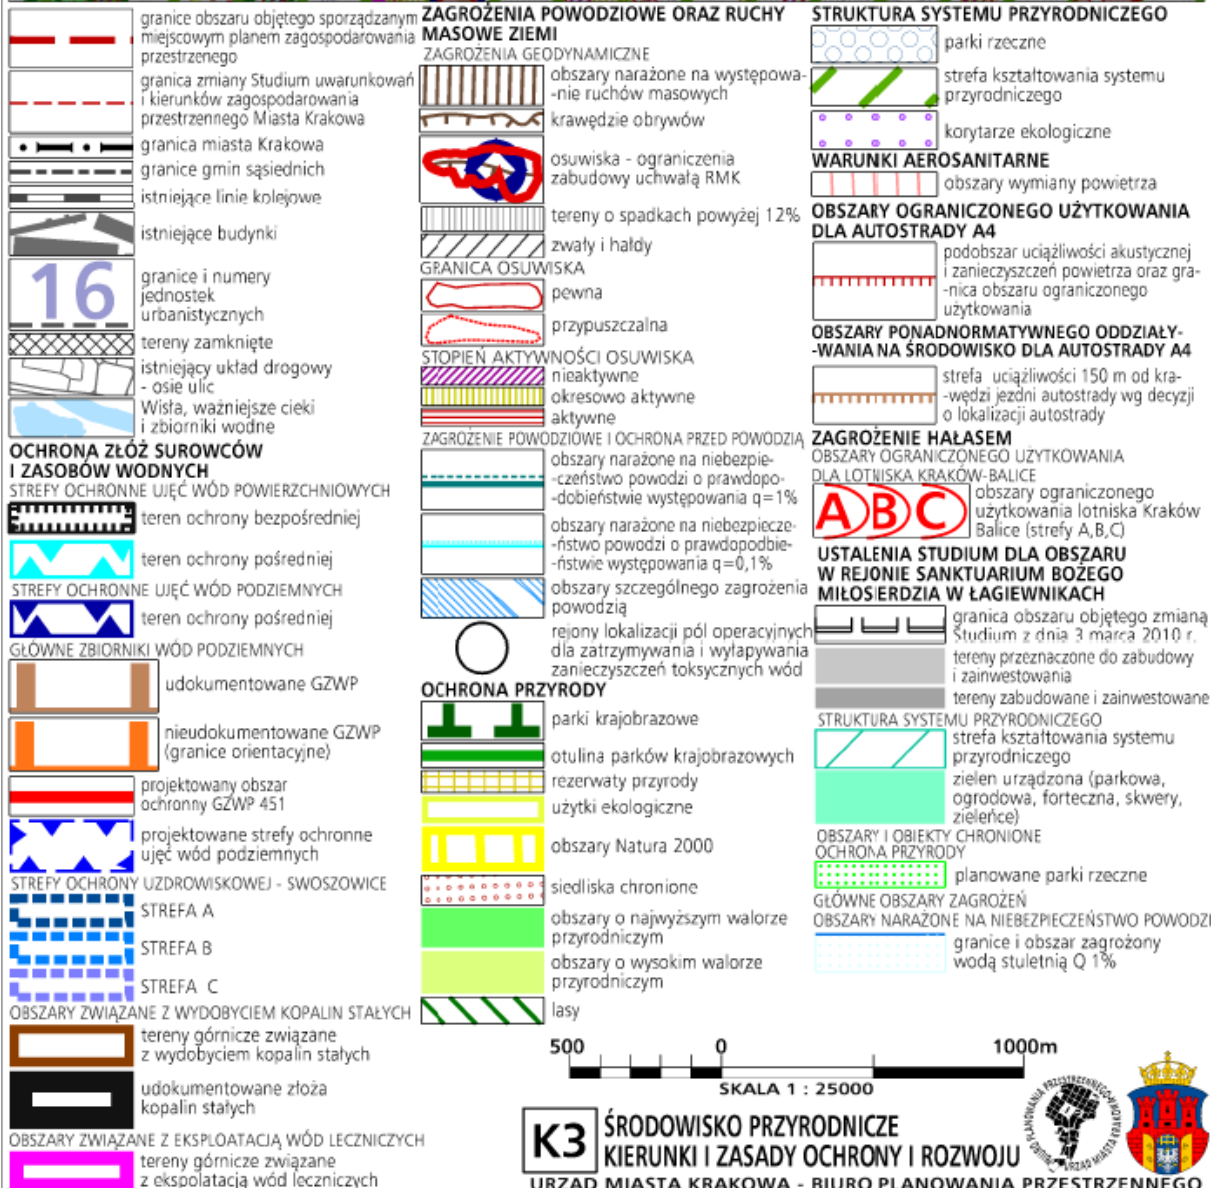 granice obszaru objętego sporządzanym
miejscowym planem zagospodarowania
przestrzenego
granica zmiany Studium uwarunkowań
i kierunków zagospodarowania
przestrzennego Miasta Krakowa
granica miasta Krakowa
granice gmin sąsiednich
istniejące linie kolejowe
istniejące budynki
16
granice i numery
jednostek
urbanistycznych
tereny zamknięte
istniejący układ drogowy
- osie ulic
Wisła, ważniejsze cieki
i zbiorniki wodne
OCHRONA ZŁÓŻ SUROWCÓW
I ZASOBÓW WODNYCH
STREFY OCHRONNE UJĘĆ WÓD POWIERZCHNIOWYCH
teren ochrony bezpośredniej
teren ochrony pośredniej
STREFY OCHRONNE UJĘĆ WÓD PODZIEMNYCH
teren ochrony pośredniej
GŁÓWNE ZBIORNIKI WÓD PODZIEMNYCH
udokumentowane GZWP
nieudokumentowane GZWP
(granice orientacyjne)
projektowany obszar
ochronny GZWP 451
projektowane strefy ochronne
ujęć wód podziemnych
STREFY OCHRONY UZDROWISKOWEJ - SWOSZOWICE
STREFA A
STREFA B
STREFA C
OBSZARY ZWIĄZANE Z WYDOBYCIEM KOPALIN STAŁYCH
tereny górnicze związane
z wydobyciem kopalin stałych
udokumentowane złoża
kopalin stałych
OBSZARY ZWIĄZANE Z EKSPLOATACJĄ WÓD LECZNICZYCH
tereny górnicze związane
z ekspolatacją wód leczniczych
ZAGROŻENIA POWODZIOWE ORAZ RUCHY
MASOWE ZIEMI
ZAGROŻENIA GEODYNAMICZNE
obszary narażone na występowa-
-nie ruchów masowych
krawędzie obrywów
osuwiska - ograniczenia
zabudowy uchwałą RMK
tereny o spadkach powyżej 12%
zwały i hałdy
GRANICA OSUWISKA
pewna
przypuszczalna
STOPIEŃ AKTYWNOŚCI OSUWISKA
nieaktywne
okresowo aktywne
aktywne
ZAGROŻENIE POWODZIOWE I OCHRONA PRZED POWODZIĄ
obszary narażone na niebezpie-
-czeństwo powodzi o prawdopo-
-dobieństwie występowania q=1%
obszary narażone na niebezpiecze-
-ństwo powodzi o prawdopodbie-
-ństwie występowania q=0,1%
obszary szczególnego zagrożenia
powodzią
rejony lokalizacji pól operacyjnych
dla zatrzymywania i wyłapywania
zanieczyszczeń toksycznych wód
OCHRONA PRZYRODY
parki krajobrazowe
otulina parków krajobrazowych
rezerwaty przyrody
użytki ekologiczne
obszary Natura 2000
siedliska chronione
obszary o najwyższym walorze
przyrodniczym
obszary o wysokim walorze
przyrodniczym
lasy
STRUKTURA SYSTEMU PRZYRODNICZEGO
parki rzeczne
strefa kształtowania systemu
przyrodniczego
korytarze ekologiczne
WARUNKI AEROSANITARNE
obszary wymiany powietrza
OBSZARY OGRANICZONEGO UŻYTKOWANIA
DLA AUTOSTRADY A4
podobszar uciążliwości akustycznej
i zanieczyszczeń powietrza oraz gra-
-nica obszaru ograniczonego
użytkowania
OBSZARY PONADNORMATYWNEGO ODDZIAŁY-
-WANIA NA ŚRODOWISKO DLA AUTOSTRADY A4
strefa uciążliwości 150 m od kra-
-wędzi jezdni autostrady wg decyzji
o lokalizacji autostrady
ZAGROŻENIE HAŁASEM
OBSZARY OGRANICZONEGO UŻYTKOWANIA
DLA LOTNISKA KRAKÓW-BALICE
A B C
obszary ograniczonego
użytkowania lotniska Kraków
Balice (strefy A,B,C)
USTALENIA STUDIUM DLA OBSZARU
W REJONIE SANKTUARIUM BOŻEGO
MIŁOSIERDZIA W ŁAGIEWNIKACH
granica obszaru objętego zmianą
Studium z dnia 3 marca 2010 r.
tereny przeznaczone do zabudowy
i zainwestowania
tereny zabudowane i zainwestowane
STRUKTURA SYSTEMU PRZYRODNICZEGO
strefa kształtowania systemu
przyrodniczego
zielen urządzona (parkowa,
ogrodowa, forteczna, skwery,
zieleńce)
OBSZARY I OBIEKTY CHRONIONE
OCHRONA PRZYRODY
planowane parki rzeczne
GŁÓWNE OBSZARY ZAGROŻEŃ
OBSZARY NARAŻONE NA NIEBEZPIECZEŃSTWO POWODZI
granice i obszar zagrożony
wodą stuletnią Q 1%
500 0 1000m
SKALA 1 : 25000
K3
ŚRODOWISKO PRZYRODNICZE
KIERUNKI I ZASADY OCHRONY I ROZWOJU
URZĄD MIASTA KRAKOWA - BIURO PLANOWANIA PRZESTRZENNEGO